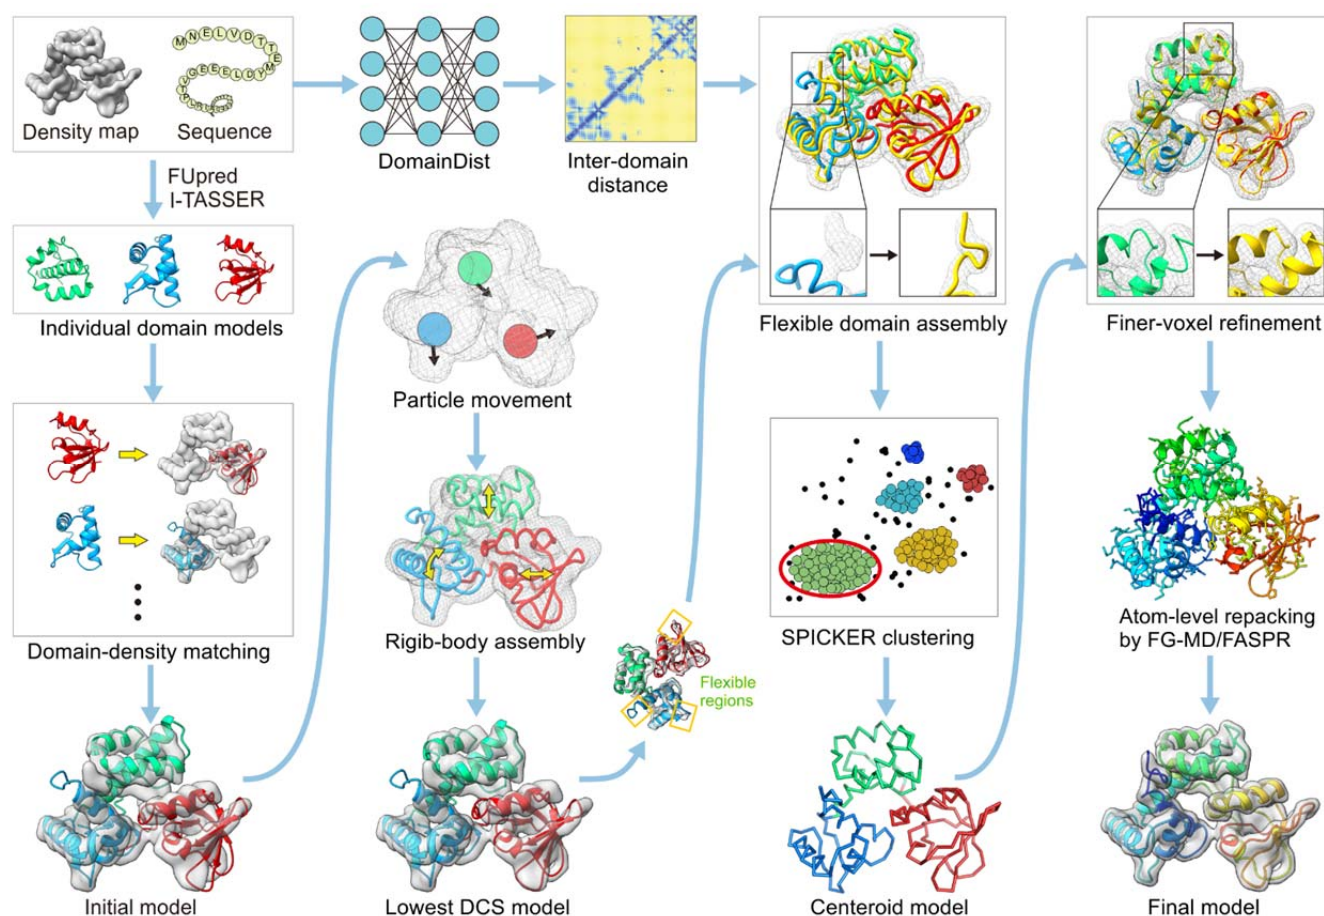 Density map
Sequence
MNELVDTTEMYDLEEEGVTPLRLR
FUpred
I-TASSER
Individual domain models
Domain-density matching
Initial model
DomainDist
Inter-domain
distance
Particle movement
Rigib-body assembly
Flexible
regions
Lowest DCS model
Flexible domain assembly
SPICKER clustering
Centeroid model
Finer-voxel refinement
Atom-level repacking
by FG-MD/FASPR
Final model